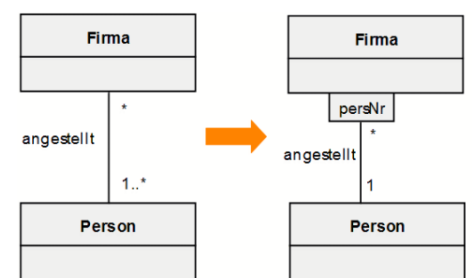 Firma
*
angestellt
1..*
Person
Firma
persNr
*
angestellt
1
Person